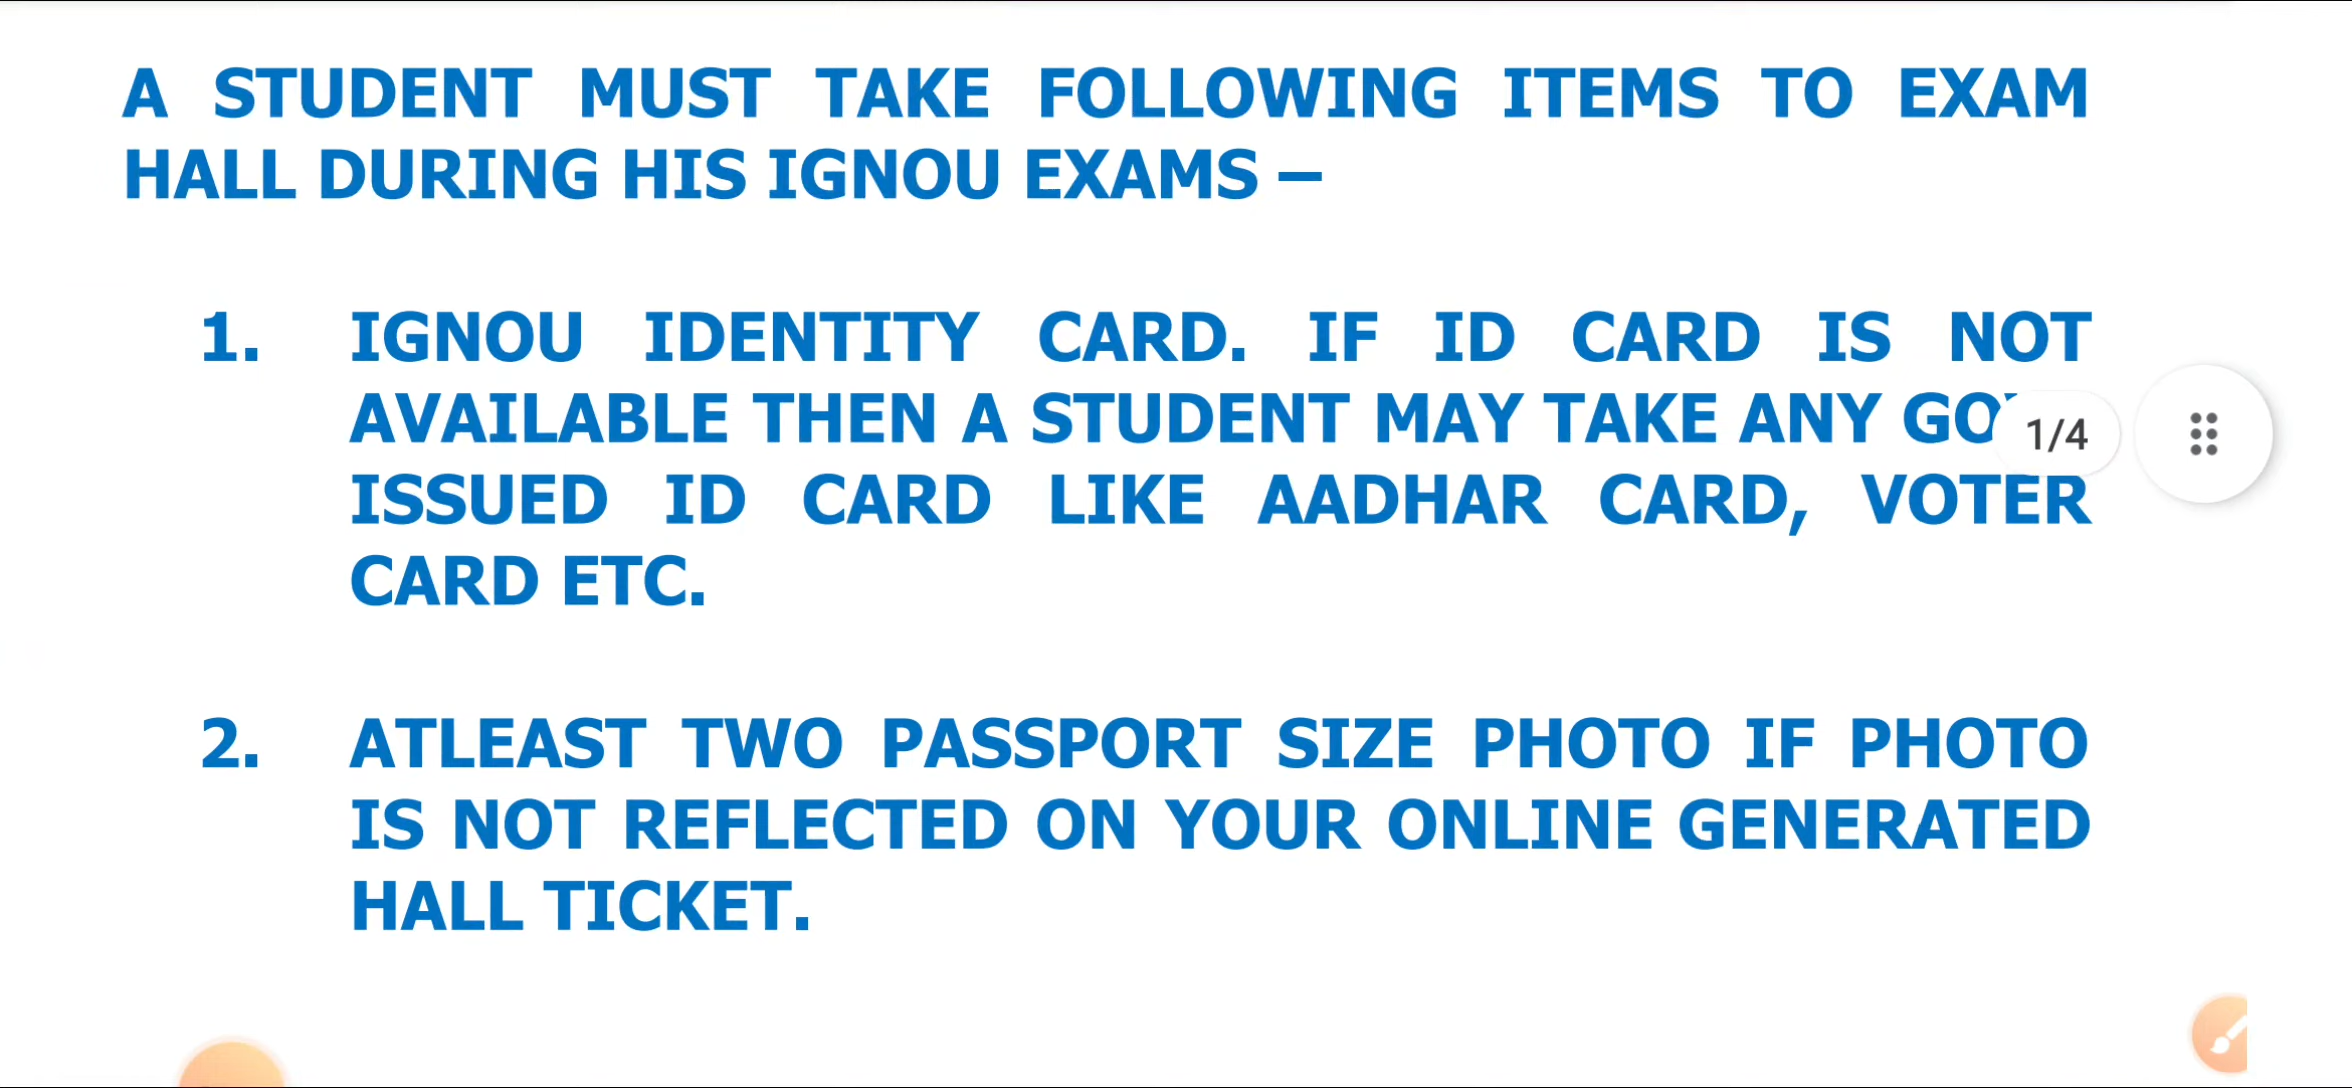 A STUDENT MUST TAKE FOLLOWING ITEMS TO EXAM
HALL DURING HIS IGNOU EXAMS –
1. IGNOU IDENTITY CARD. IF ID CARD IS NOT
AVAILABLE THEN A STUDENT MAY TAKE ANY
1/4
ISSUED ID CARD LIKE AADHAR CARD, VOTER
CARD ETC.
2. ATLEAST TWO PASSPORT SIZE PHOTO IF PHOTO
IS NOT REFLECTED ON YOUR ONLINE GENERATED
HALL TICKET.